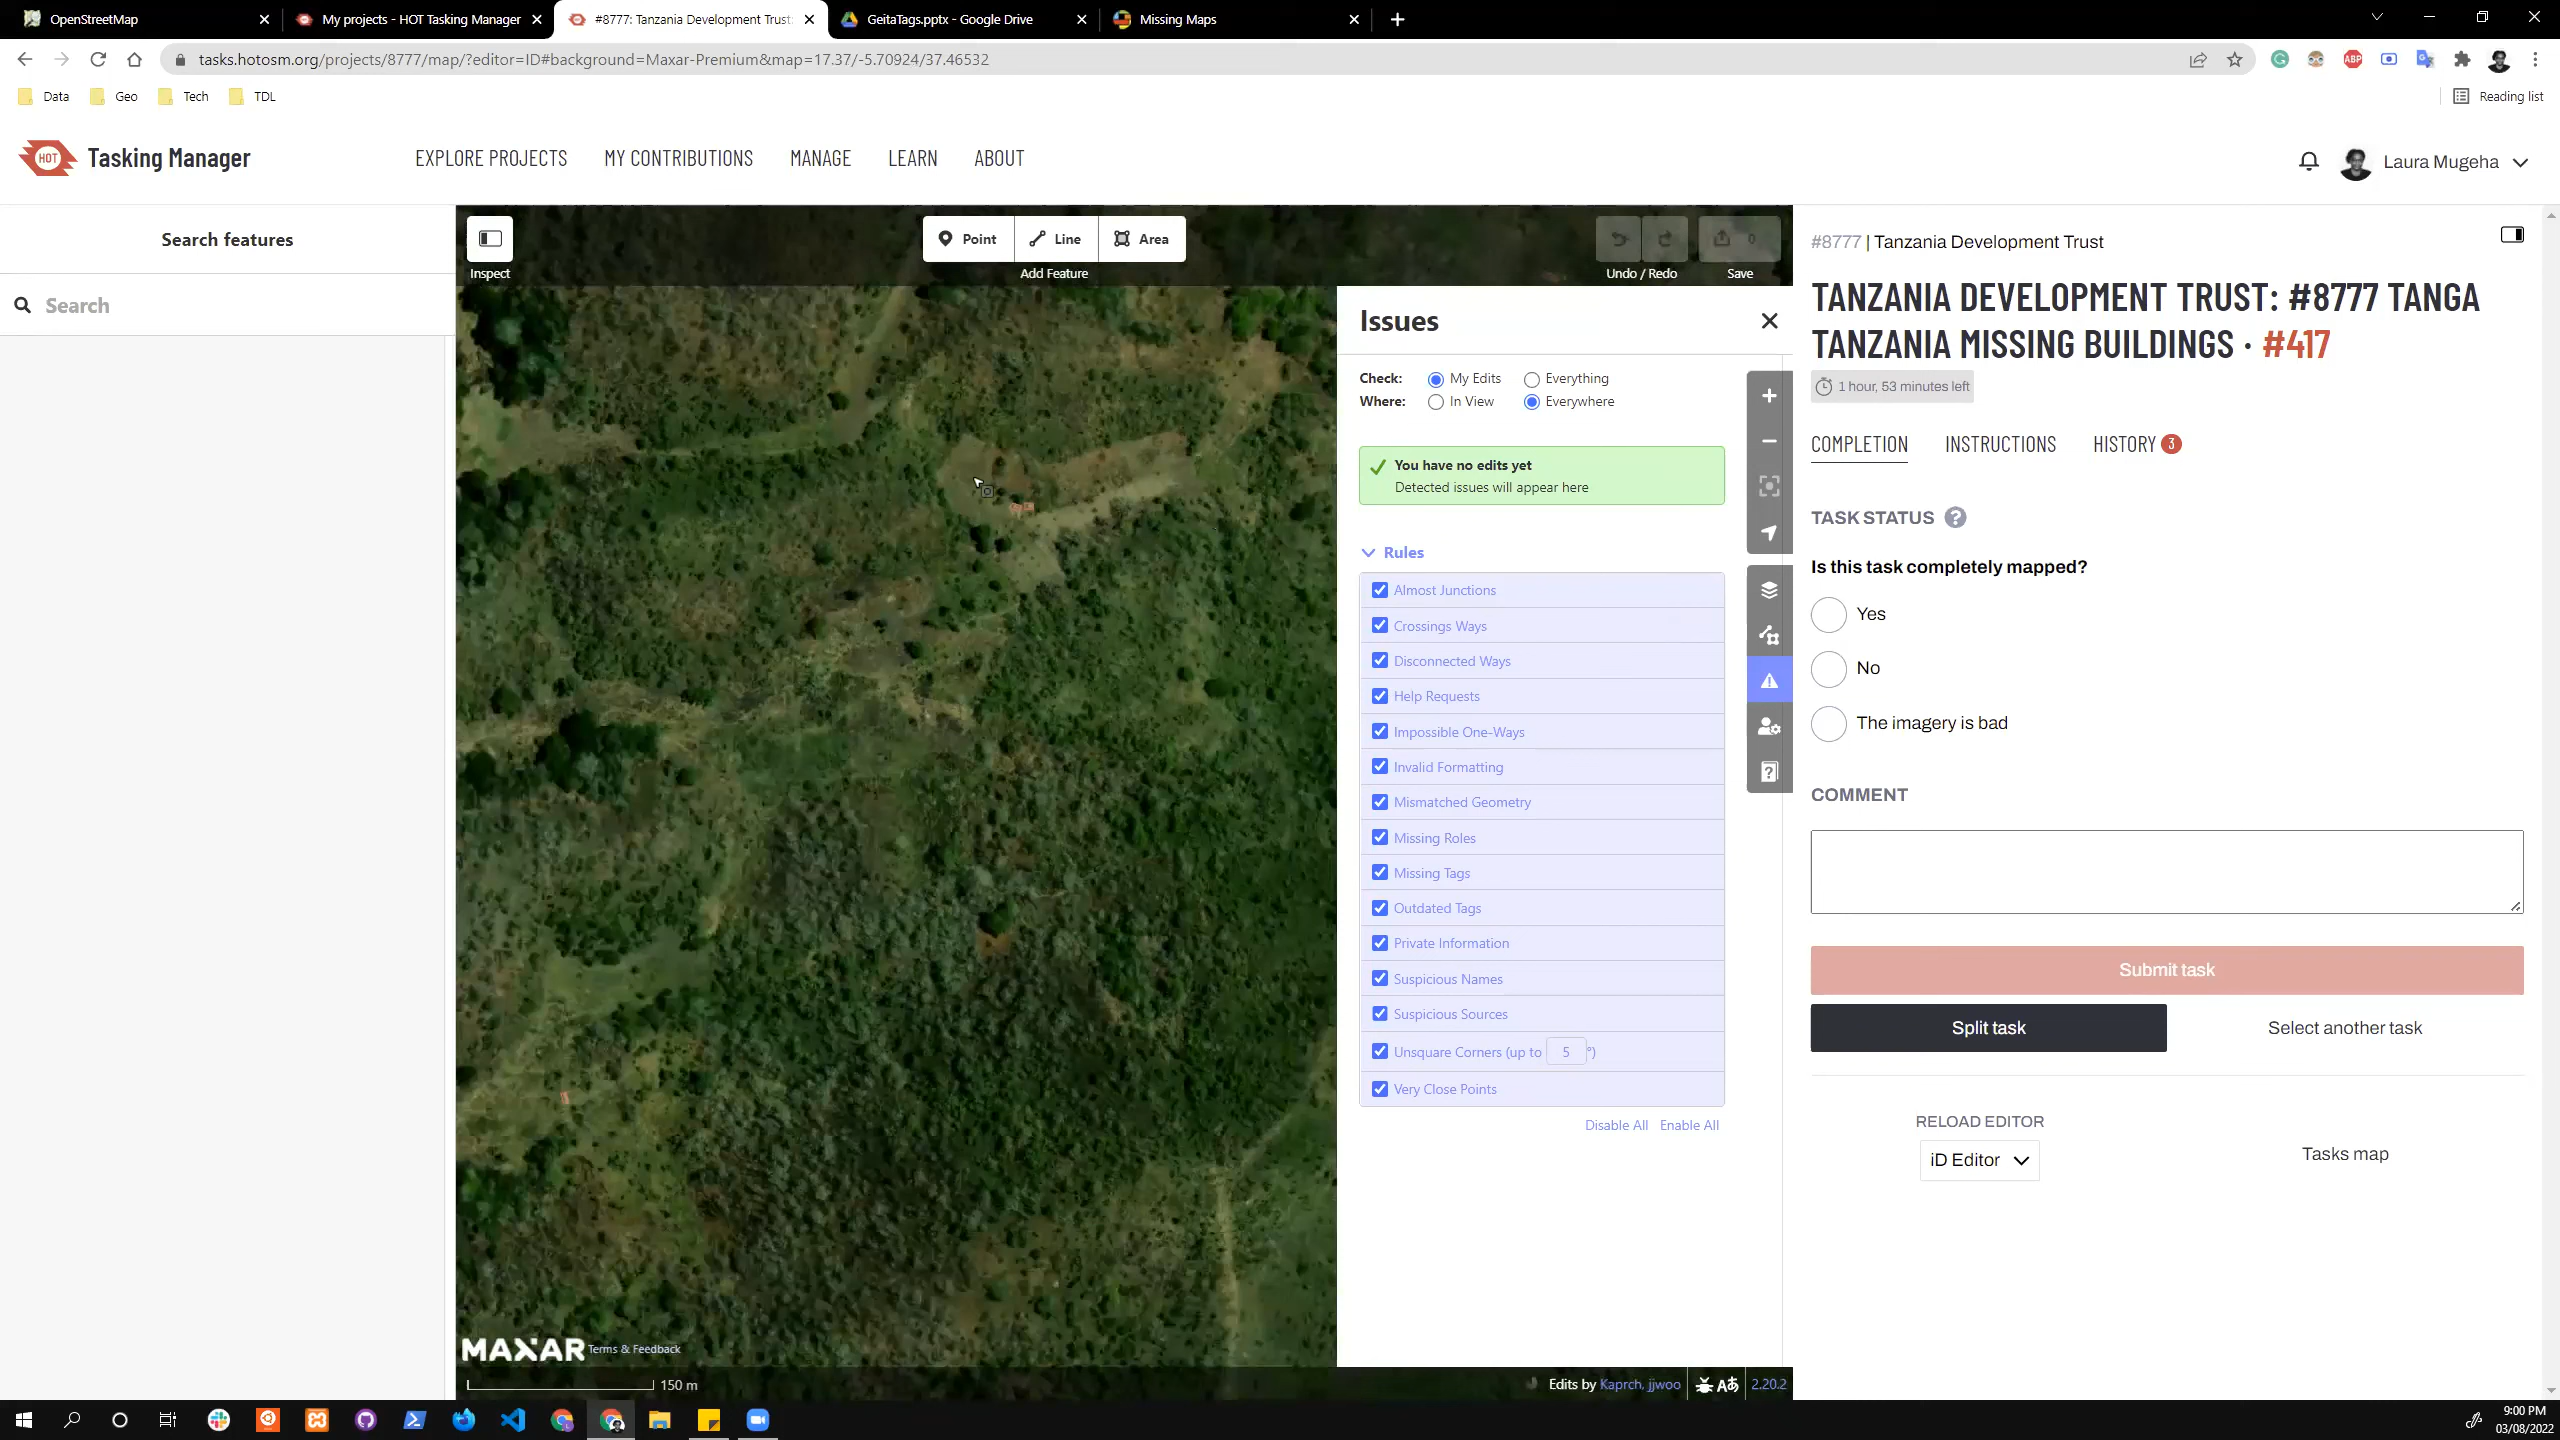 OpenStreetMap
My projects - HOT Tasking Manager
#8777: Tanzania Development Trust:
GeitaTags.pptx - Google Drive
Missing Maps
tasks.hotosm.org/projects/8777/map/?editor=ID#background=Maxar-Premium&map=17.37/-5.70924/37.46532
ABP
Data
Geo
Tech
TDL
Reading list
HOT
Tasking Manager
EXPLORE PROJECTS
MY CONTRIBUTIONS
MANAGE
LEARN
ABOUT
Laura Mugeha
Search features
Search
Inspect
Point
Line
Area
Add Feature
Undo / Redo
0
Save
Issues
Check: My Edits Everything
Where: In View Everywhere
You have no edits yet
Detected issues will appear here
Rules
Almost Junctions
Crossings Ways
Disconnected Ways
Help Requests
Impossible One-Ways
Invalid Formatting
Mismatched Geometry
Missing Roles
Missing Tags
Outdated Tags
Private Information
Suspicious Names
Suspicious Sources
Unsquare Corners (up to 5 °)
Very Close Points
Disable All Enable All
MAXAR Terms & Feedback
150 m
Edits by Kaprch, jjwoo
2.20.2
#8777 | Tanzania Development Trust
TANZANIA DEVELOPMENT TRUST: #8777 TANGA
TANZANIA MISSING BUILDINGS · #417
1 hour, 53 minutes left
COMPLETION
INSTRUCTIONS
HISTORY 3
TASK STATUS ?
Is this task completely mapped?
Yes
No
The imagery is bad
COMMENT
Submit task
Split task
Select another task
RELOAD EDITOR
iD Editor
Tasks map
9:00 PM
03/08/2022